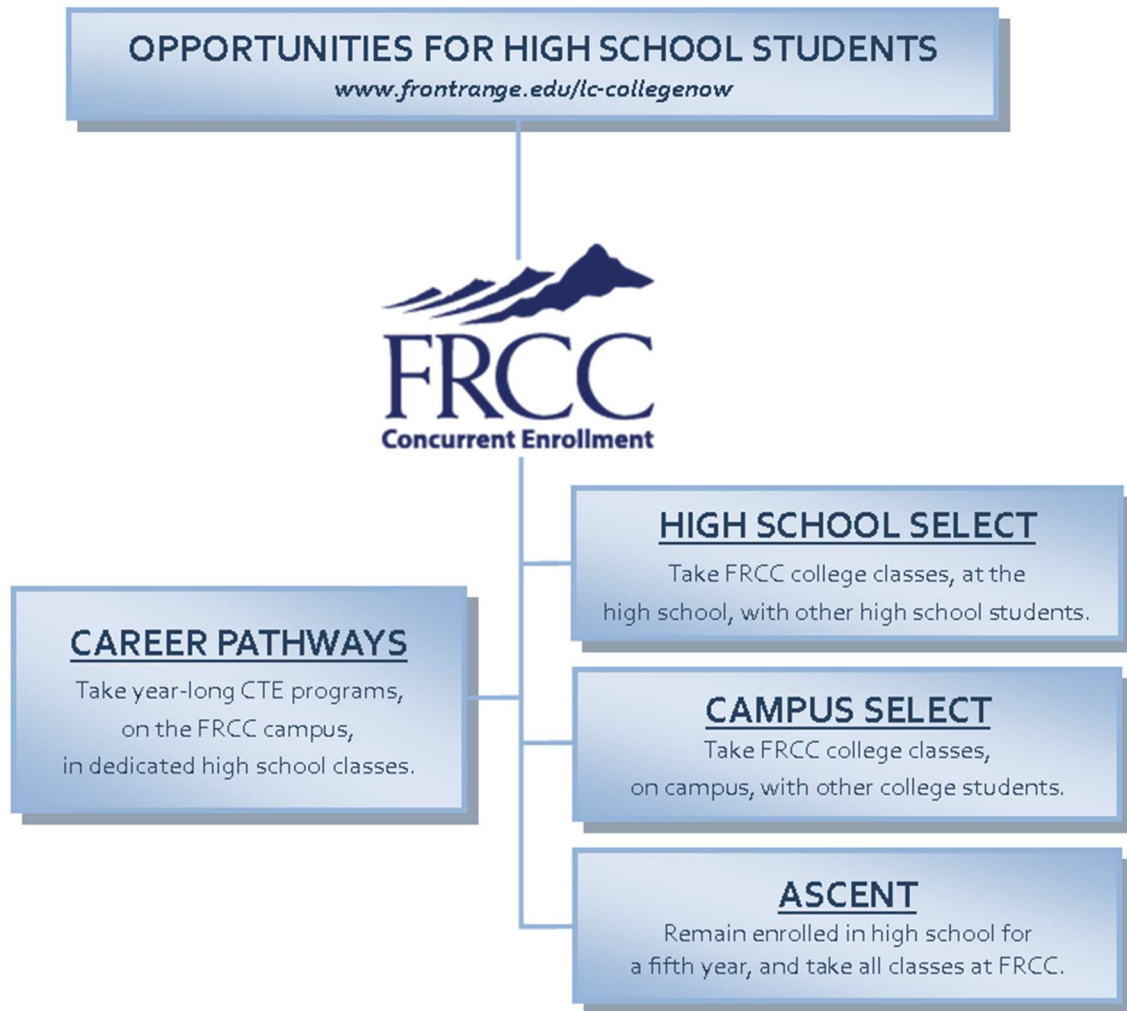 OPPORTUNITIES FOR HIGH SCHOOL STUDENTS
www.frontrange.edu/lc-collegenow
FRCC
Concurrent Enrollment
CAREER PATHWAYS
Take year-long CTE programs,
on the FRCC campus,
in dedicated high school classes.
HIGH SCHOOL SELECT
Take FRCC college classes, at the
high school, with other high school students.
CAMPUS SELECT
Take FRCC college classes,
on campus, with other college students.
ASCENT
Remain enrolled in high school for
a fifth year, and take all classes at FRCC.